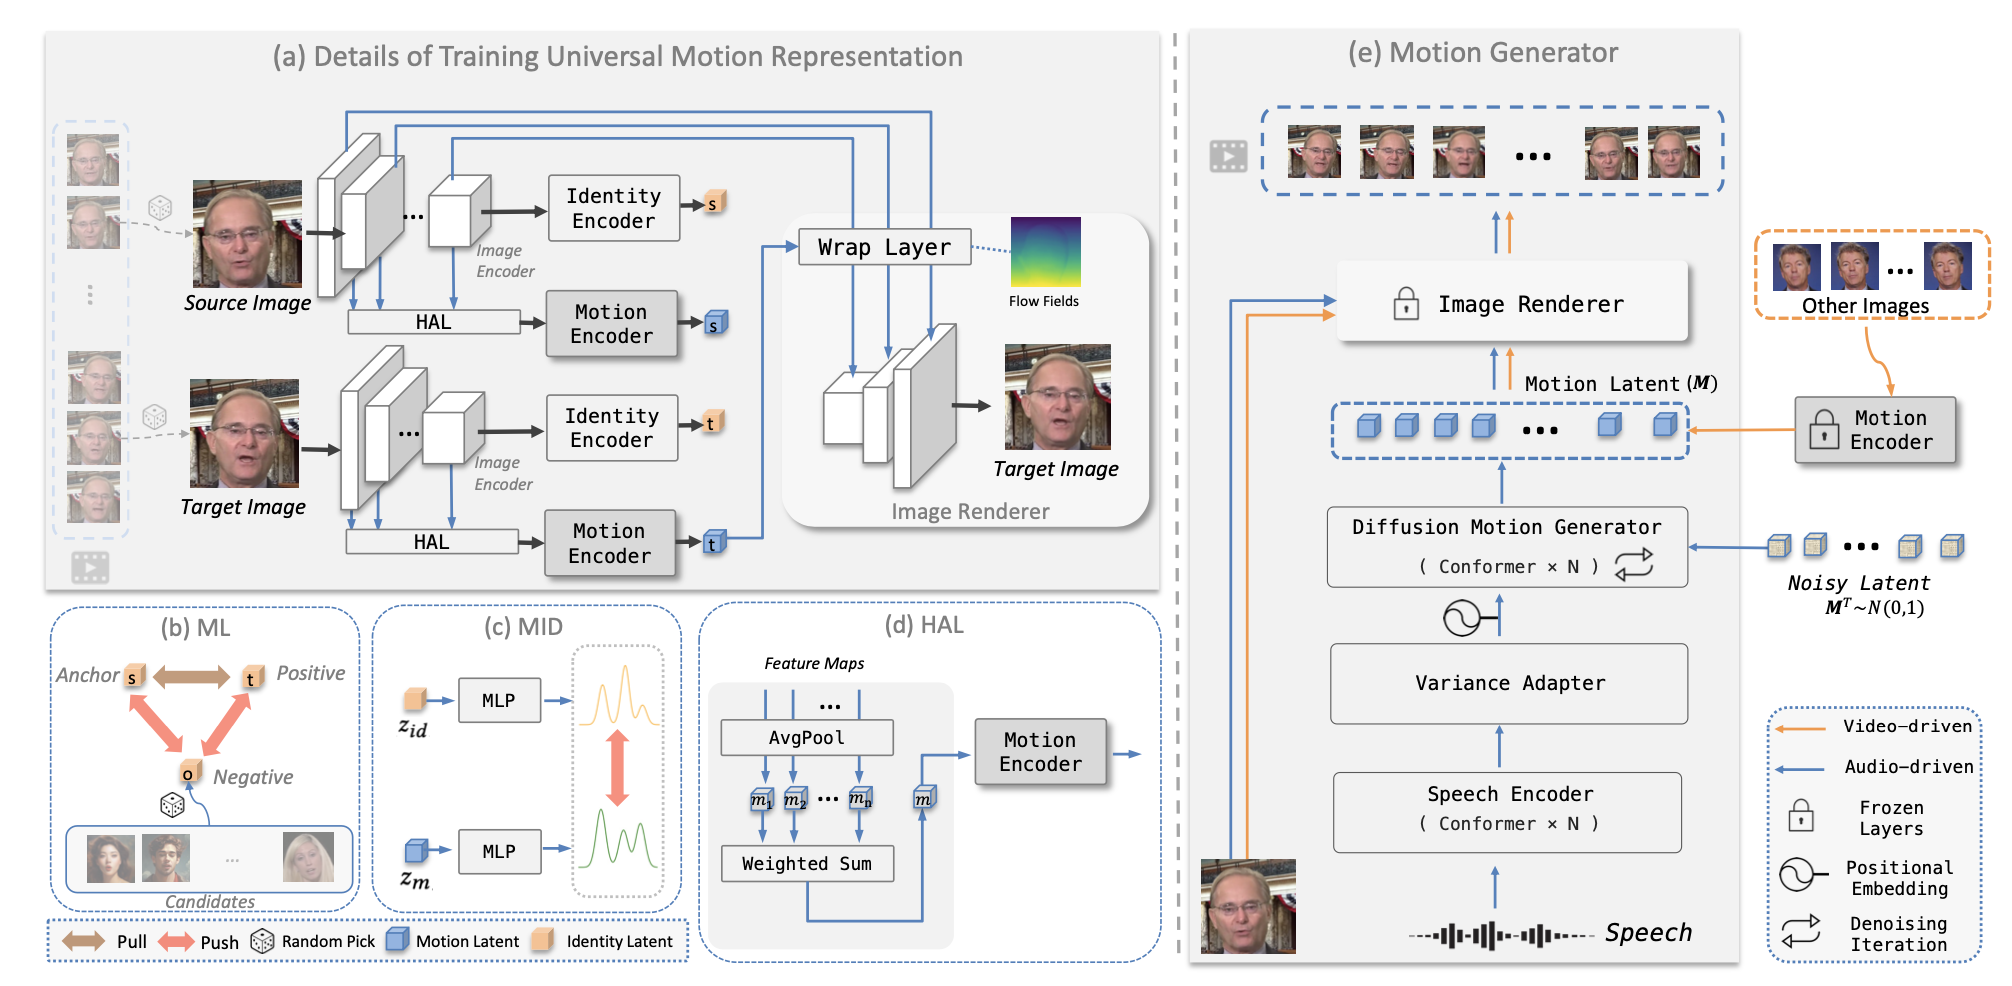 (a) Details of Training Universal Motion Representation
Source Image
Image
Encoder
Identity
Encoder
s
HAL
Motion
Encoder
s
Wrap Layer
Flow Fields
Target Image
Image
Encoder
Identity
Encoder
t
HAL
Motion
Encoder
t
Target Image
Image Renderer
(b) ML
Anchor
s
t
Positive
o
Negative
...
Candidates
(c) MID
z_id
MLP
z_m
MLP
(d) HAL
Feature Maps
...
AvgPool
m_1
m_2
...
m_n
m
Weighted Sum
Motion
Encoder
Pull
Push
Random Pick
Motion Latent
Identity Latent
(e) Motion Generator
Image Renderer
Motion Latent (M)
Other Images
Motion
Encoder
Diffusion Motion Generator
( Conformer × N )
Noisy Latent
M^T~N(0,1)
Variance Adapter
Speech Encoder
( Conformer × N )
Speech
Video-driven
Audio-driven
Frozen
Layers
Positional
Embedding
Denoising
Iteration